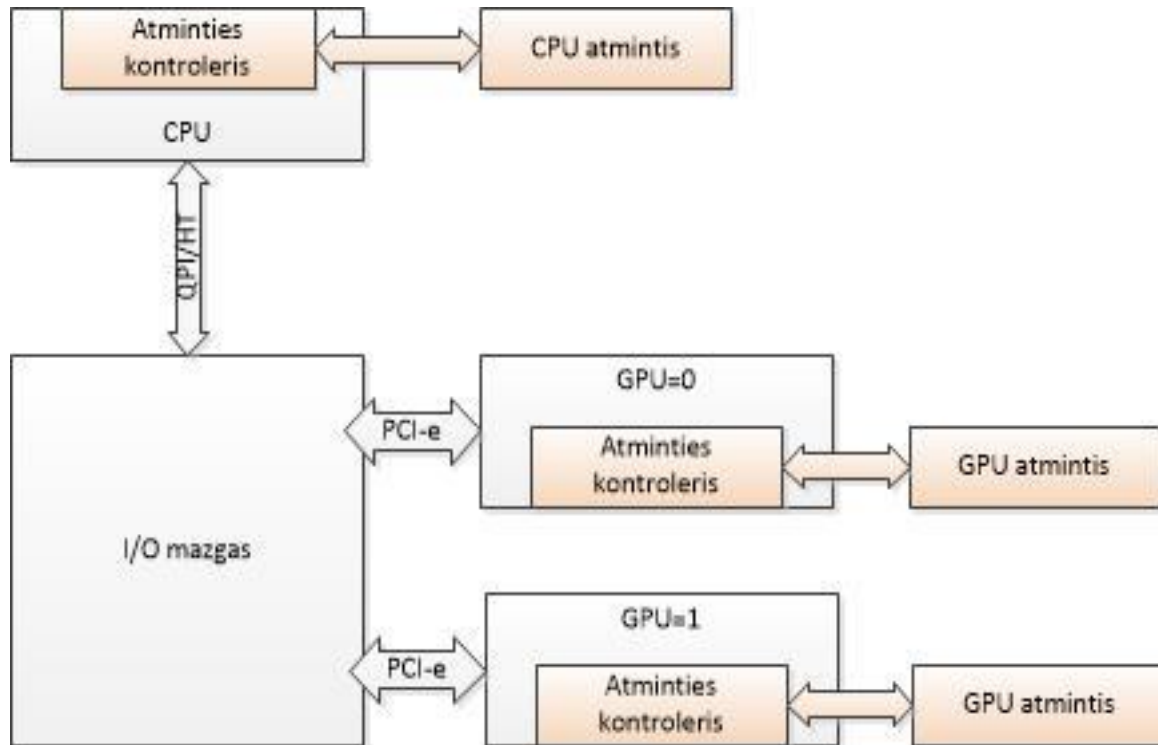 Atminties
kontroleris
CPU atmintis
CPU
QPI/HT
GPU=0
PCI-e
Atminties
kontroleris
GPU atmintis
I/O mazgas
GPU=1
PCI-e
Atminties
kontroleris
GPU atmintis